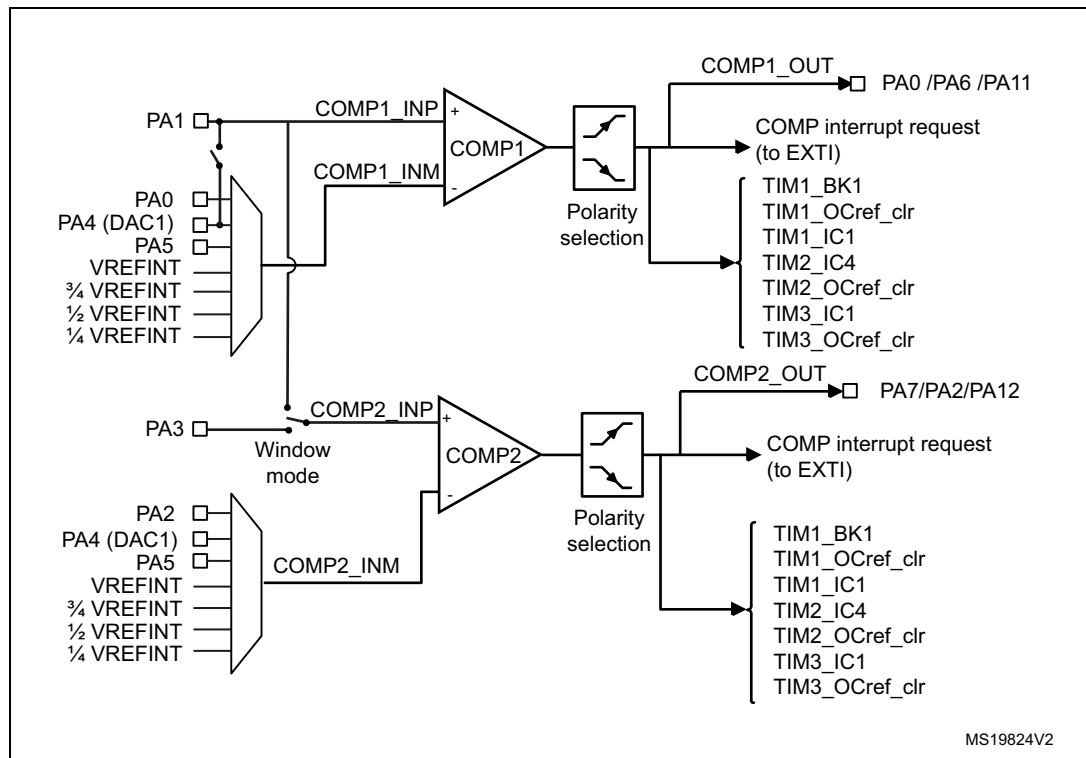 COMP1_OUT
PA0 /PA6 /PA11
PA1
COMP1_INP
+
COMP1
COMP interrupt request
(to EXTI)
COMP1_INM
-
PA0
PA4 (DAC1)
PA5
VREFINT
¾ VREFINT
½ VREFINT
¼ VREFINT
Polarity
selection
TIM1_BK1
TIM1_OCref_clr
TIM1_IC1
TIM2_IC4
TIM2_OCref_clr
TIM3_IC1
TIM3_OCref_clr
COMP2_OUT
PA7/PA2/PA12
PA3
Window
mode
COMP2_INP
+
COMP2
-
COMP interrupt request
(to EXTI)
PA2
PA4 (DAC1)
PA5
VREFINT
¾ VREFINT
½ VREFINT
¼ VREFINT
COMP2_INM
Polarity
selection
TIM1_BK1
TIM1_OCref_clr
TIM1_IC1
TIM2_IC4
TIM2_OCref_clr
TIM3_IC1
TIM3_OCref_clr
MS19824V2